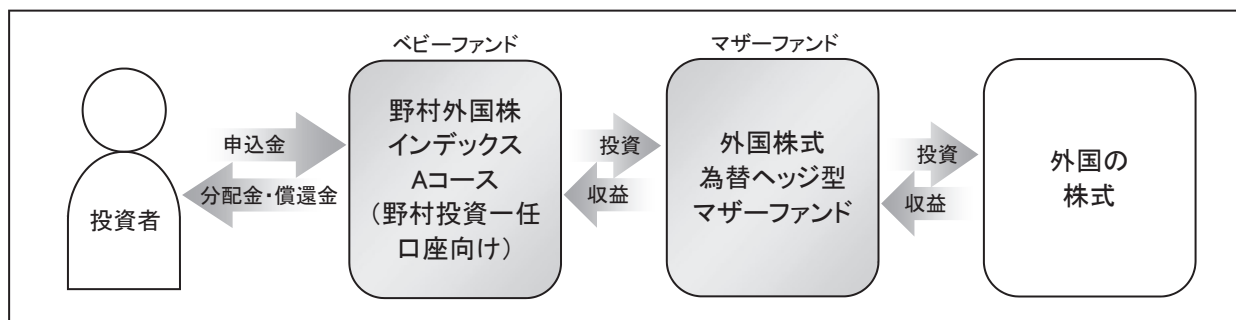 ベビーファンド
マザーファンド
投資者
申込金
分配金・償還金
野村外国株
インデックス
Aコース
（野村投資一任
口座向け）
投資
収益
外国株式
為替ヘッジ型
マザーファンド
投資
収益
外国の
株式